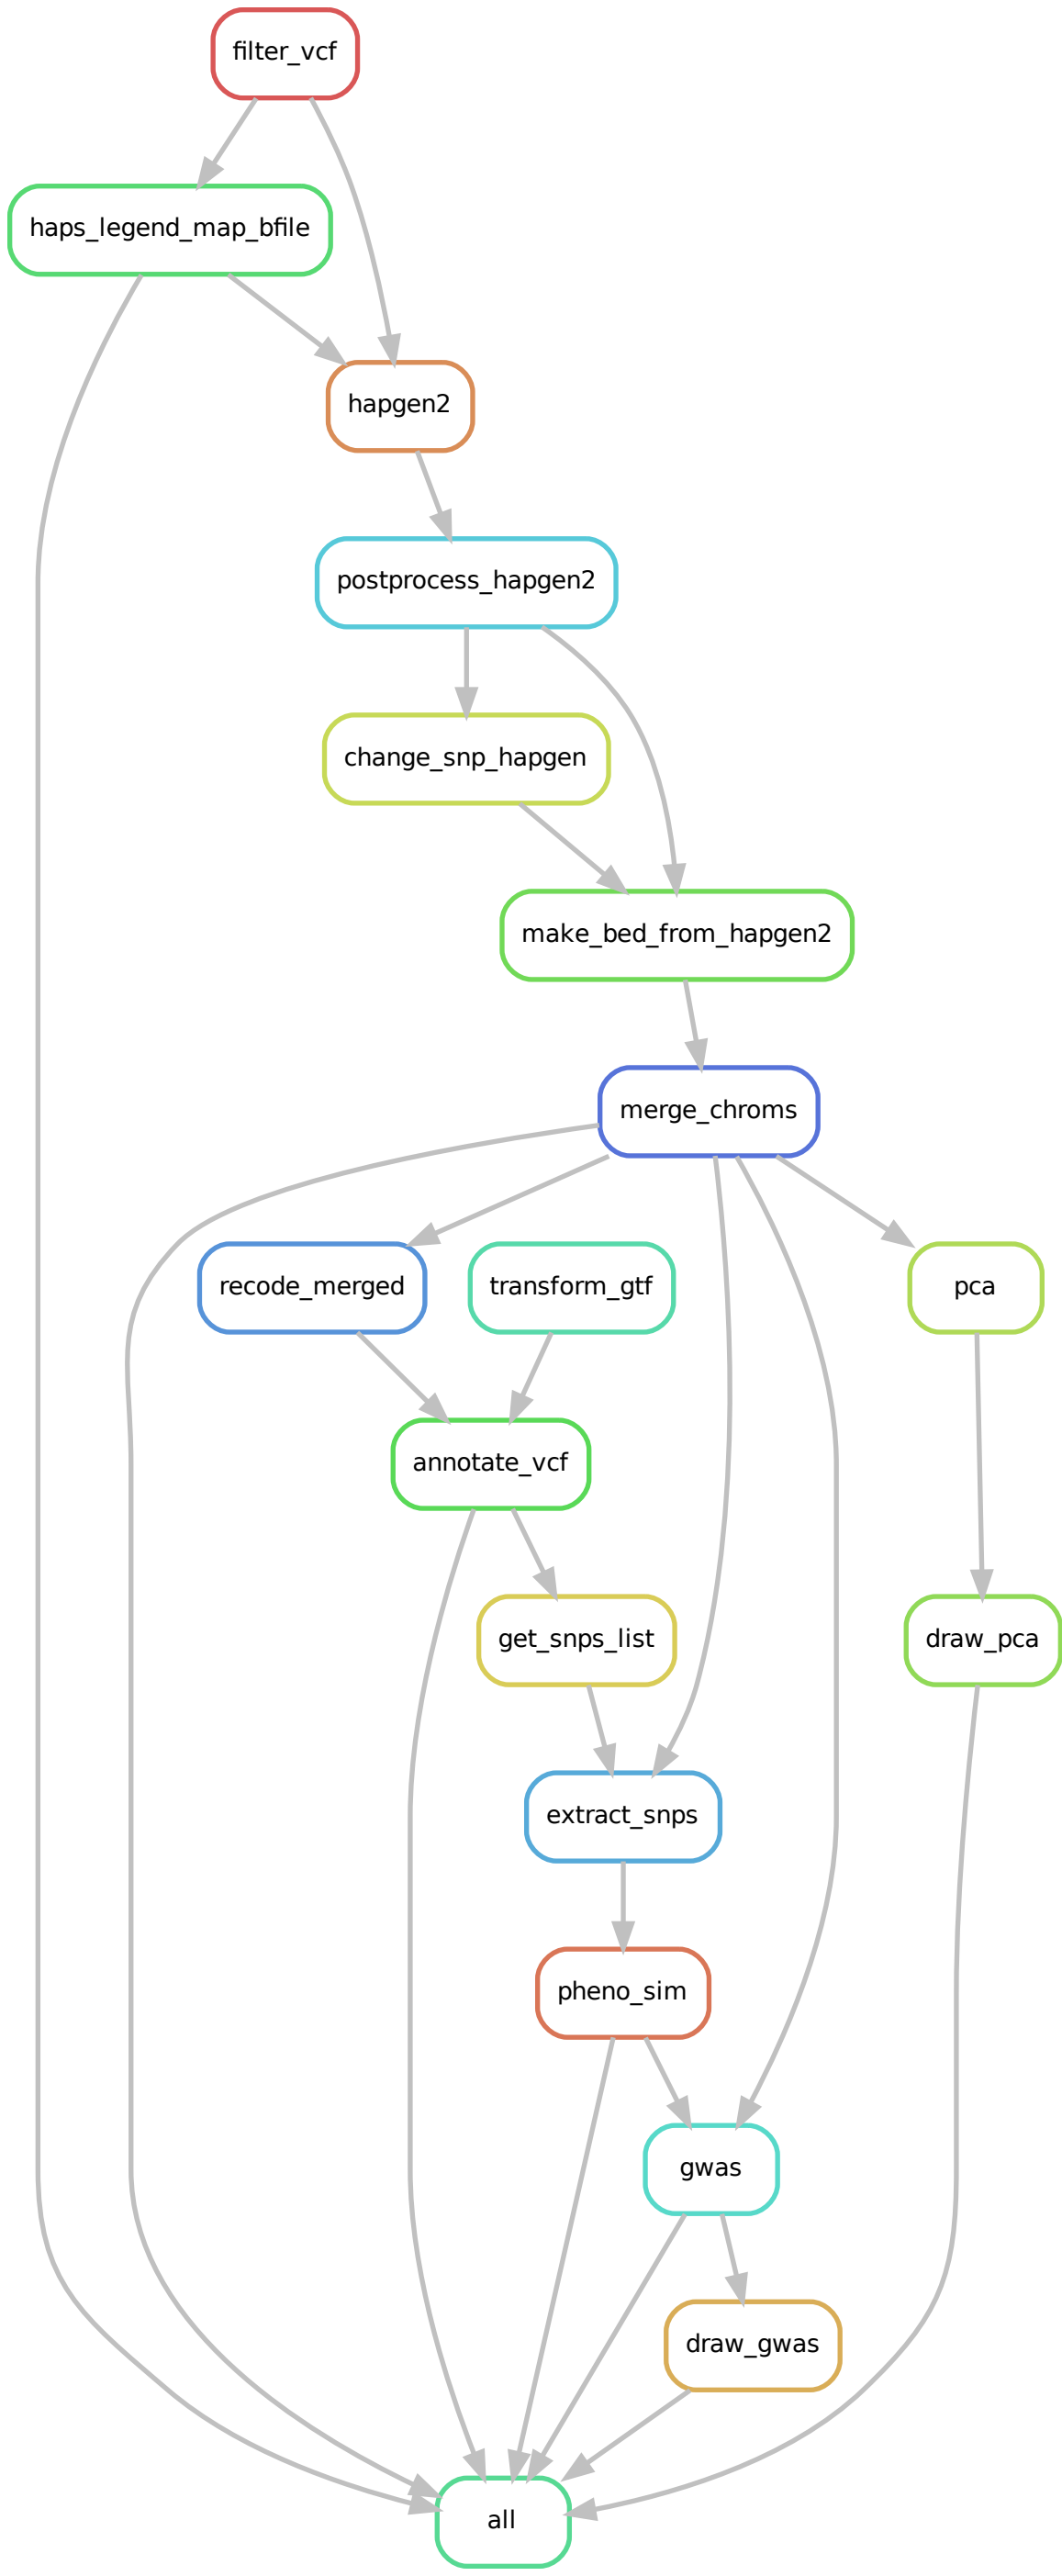 filter_vcf
haps_legend_map_bfile
hapgen2
postprocess_hapgen2
change_snp_hapgen
make_bed_from_hapgen2
merge_chroms
recode_merged
transform_gtf
pca
annotate_vcf
get_snps_list
draw_pca
extract_snps
pheno_sim
gwas
draw_gwas
all